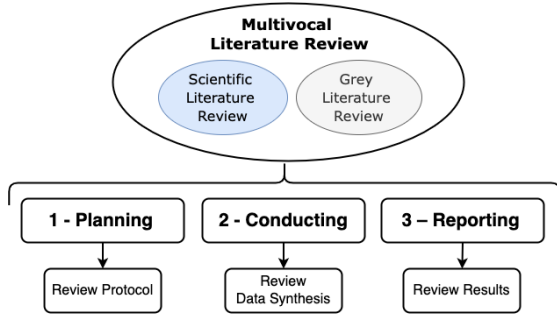 Multivocal
Literature Review
Scientific
Literature
Review
Grey
Literature
Review
1 - Planning
2 - Conducting
3 – Reporting
Review Protocol
Review
Data Synthesis
Review Results